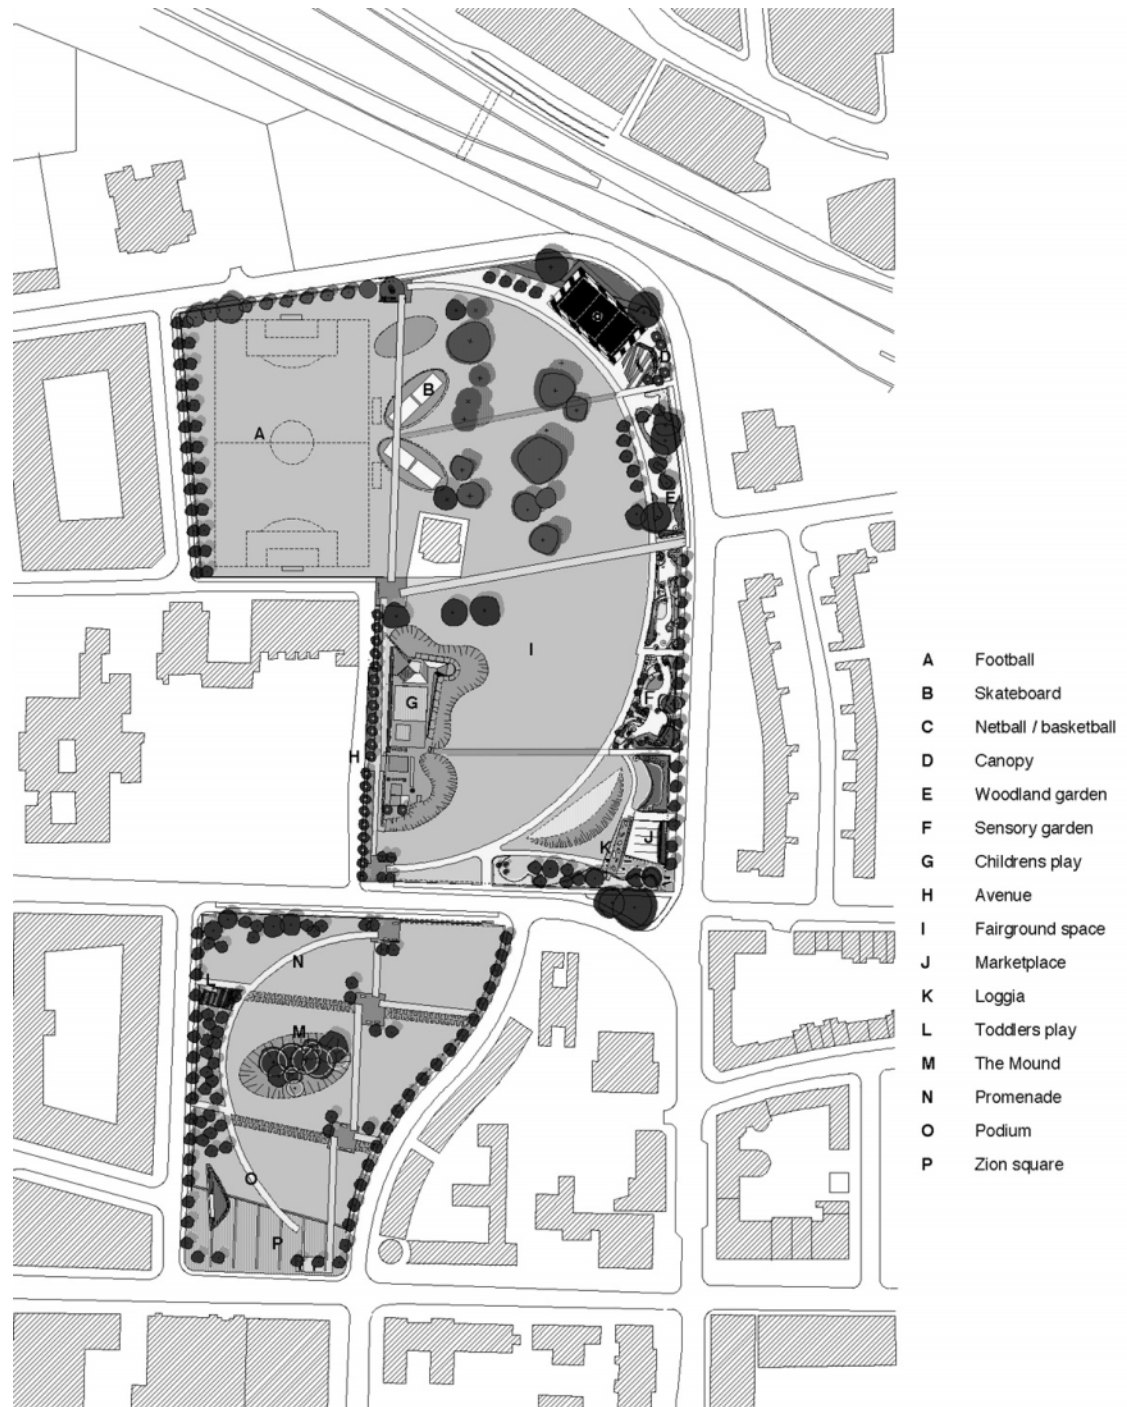 D
B
A
E
I
F
G
H
J
K
N
L
M
O
P
A Football
B Skateboard
C Netball / basketball
D Canopy
E Woodland garden
F Sensory garden
G Childrens play
H Avenue
I Fairground space
J Marketplace
K Loggia
L Toddlers play
M The Mound
N Promenade
O Podium
P Zion square